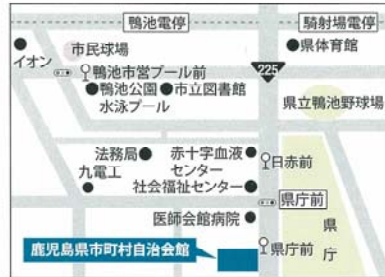 鴨池電停
騎射場電停
イオン
市民球場
県体育館
鴨池市営プール前
225
鴨池公園
水泳プール
市立図書館
県立鴨池野球場
法務局
赤十字血液
センター
日赤前
九電工
社会福祉センター
県庁前
医師会館病院
県庁
県庁前
鹿児島県市町村自治会館